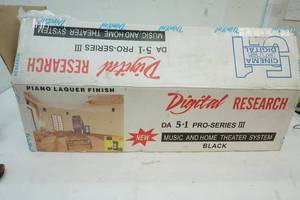 Digital RESEARCH
DA 5·1 PRO-SERIES III
MUSIC AND HOME THEATER SYSTEM
CINEMA
DIGITAL
PIANO LAQUER FINISH
Digital RESEARCH
DA 5·1 PRO-SERIES III
NEW
MUSIC AND HOME THEATER SYSTEM
BLACK